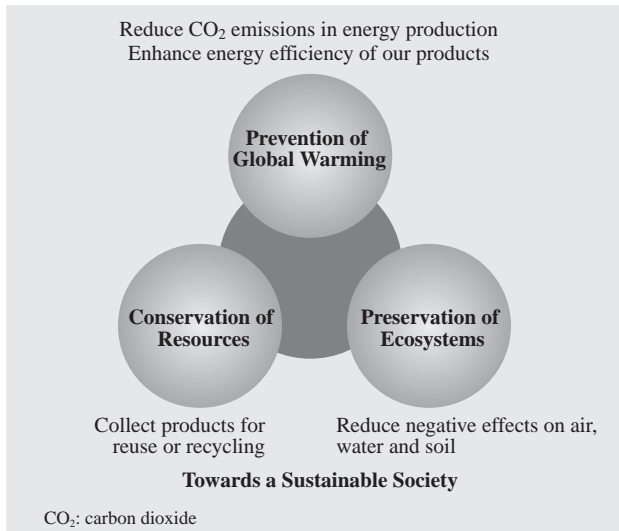 Reduce CO₂ emissions in energy production
Enhance energy efficiency of our products
Prevention of
Global Warming
Conservation of
Resources
Preservation of
Ecosystems
Collect products for
reuse or recycling
Reduce negative effects on air,
water and soil
Towards a Sustainable Society
CO₂: carbon dioxide